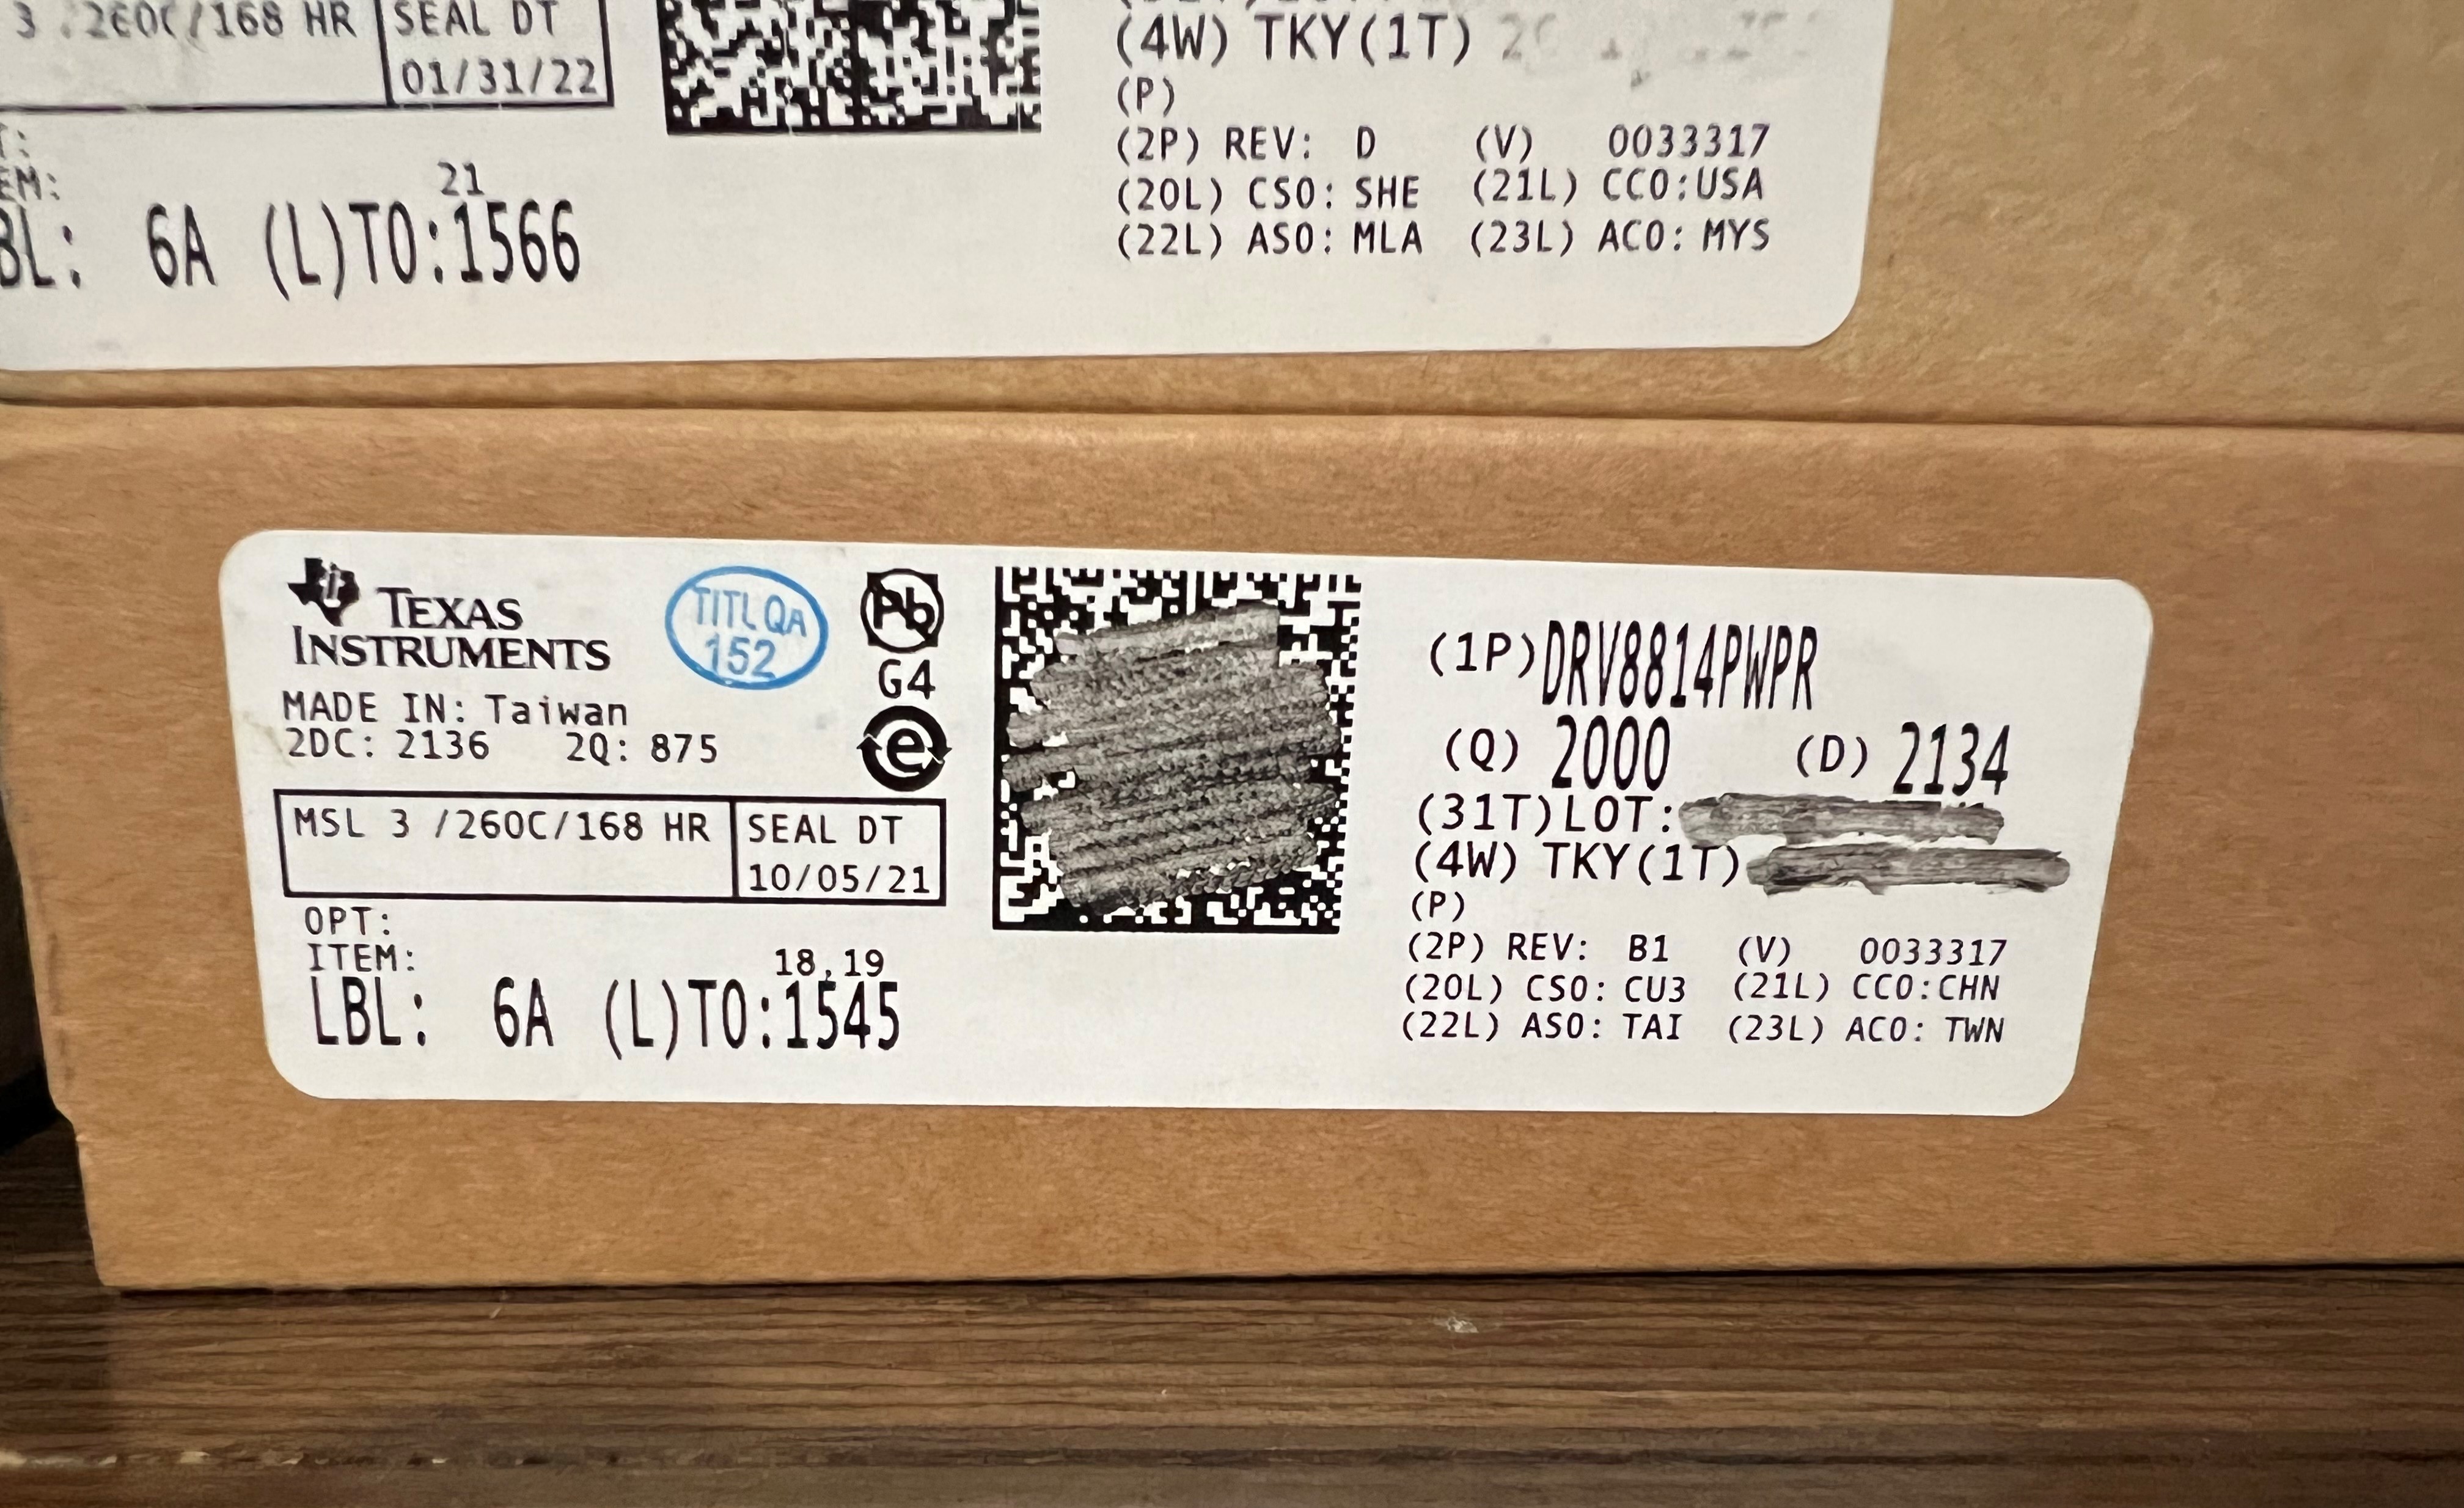 3 /260C/168 HR
SEAL DT
01/31/22
(4W) TKY(1T)
(P)
(2P) REV: D (V) 0033317
(20L) CSO: SHE (21L) CCO:USA
(22L) ASO: MLA (23L) ACO: MYS
21
6A (L)TO:1566
TEXAS
INSTRUMENTS
TITL QA
152
Pb
G4
e
MADE IN: Taiwan
2DC: 2136 2Q: 875
MSL 3 /260C/168 HR
SEAL DT
10/05/21
OPT:
ITEM:
18,19
LBL: 6A (L)TO:1545
(1P)DRV8814PWPR
(Q) 2000 (D) 2134
(31T)LOT:
(4W) TKY(1T)
(P)
(2P) REV: B1 (V) 0033317
(20L) CSO: CU3 (21L) CCO:CHN
(22L) ASO: TAI (23L) ACO: TWN